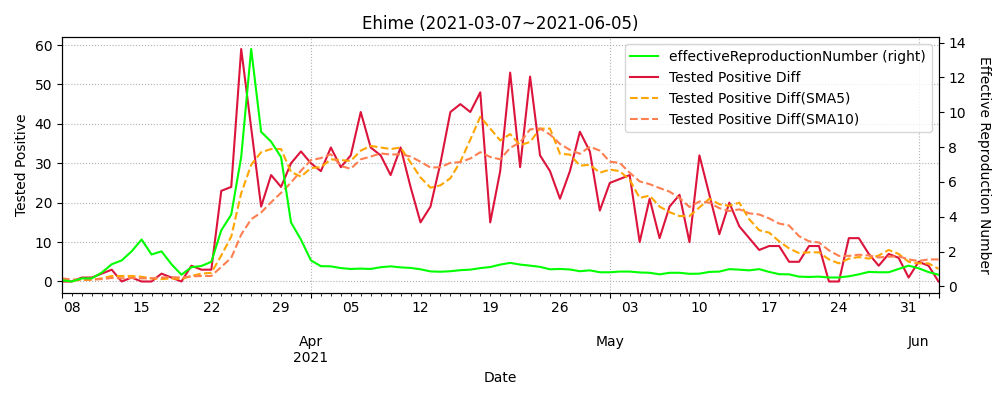 Ehime (2021-03-07~2021-06-05)
effectiveReproductionNumber (right)
Tested Positive Diff
Tested Positive Diff(SMA5)
Tested Positive Diff(SMA10)
Tested Positive
60
50
40
30
20
10
0
Effective Reproduction Number
14
12
10
8
6
4
2
0
08 15 22 29 05 12 19 26 03 10 17 24 31
Apr May Jun
2021
Date